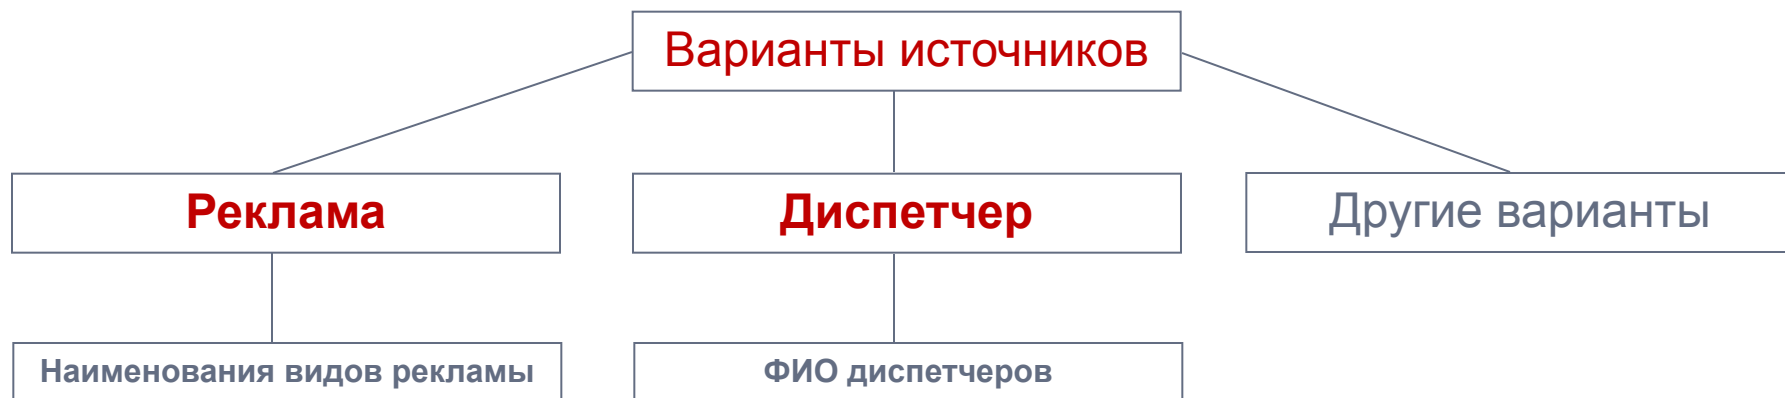 Варианты источников
Реклама
Диспетчер
Другие варианты
Наименования видов рекламы
ФИО диспетчеров